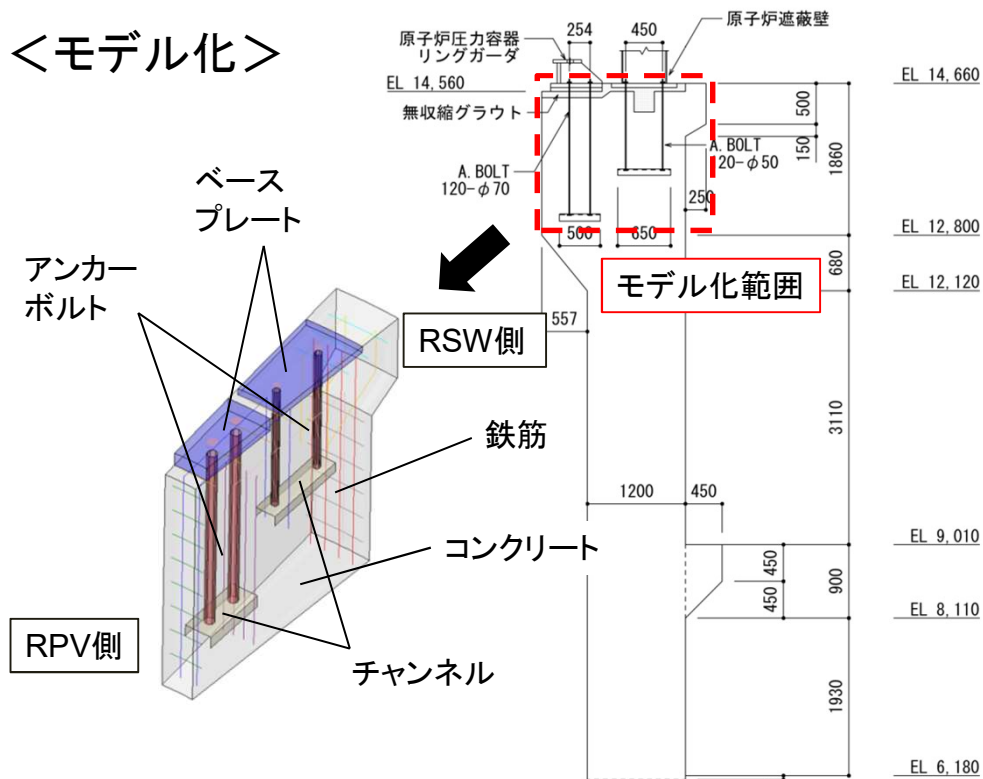 ＜モデル化＞
254
450
原子炉圧力容器
リングガーダ
原子炉遮蔽壁
EL 14,560
EL 14,660
無収縮グラウト
500
150
1860
A. BOLT
120-φ70
A. BOLT
20-φ50
250
500
650
EL 12,800
680
EL 12,120
モデル化範囲
557
ベース
プレート
アンカー
ボルト
RSW側
鉄筋
コンクリート
チャンネル
RPV側
3110
1200
450
EL 9,010
450
450
900
EL 8,110
1930
EL 6,180